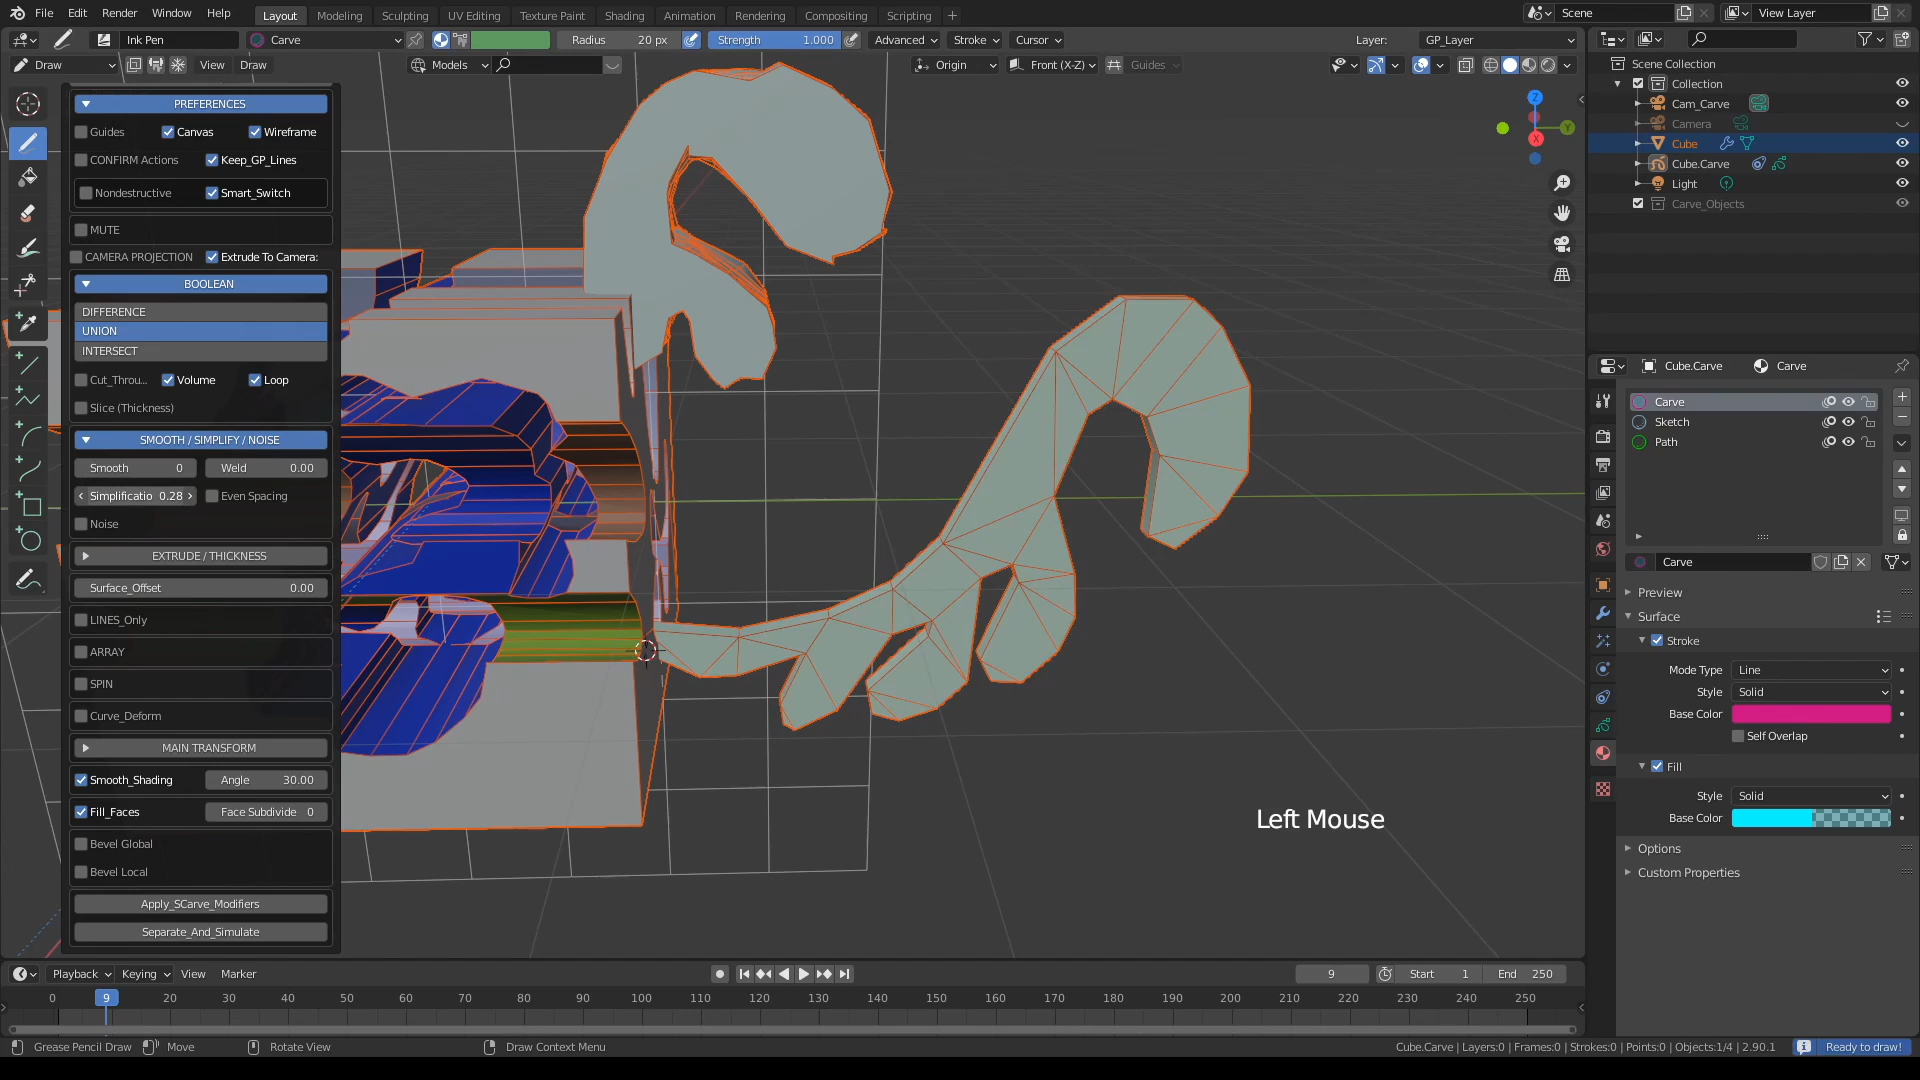 File Edit Render Window Help Layout Modeling Sculpting UV Editing Texture Paint Shading Animation Rendering Compositing Scripting Scene View Layer
Ink Pen Carve Radius 20 px Strength 1.000 Advanced Stroke Cursor Layer: GP_Layer
Draw View Draw Models Origin Front (X-Z) Guides
PREFERENCES
Guides Canvas Wireframe
CONFIRM Actions Keep_GP_Lines
Nondestructive Smart_Switch
MUTE
CAMERA PROJECTION Extrude To Camera:
BOOLEAN
DIFFERENCE
UNION
INTERSECT
Cut_Throu... Volume Loop
Slice (Thickness)
SMOOTH / SIMPLIFY / NOISE
Smooth 0 Weld 0.00
Simplificatio 0.28 Even Spacing
Noise
EXTRUDE / THICKNESS
Surface_Offset 0.00
LINES_Only
ARRAY
SPIN
Curve_Deform
MAIN TRANSFORM
Smooth_Shading Angle 30.00
Fill_Faces Face Subdivide 0
Bevel Global
Bevel Local
Apply_SCarve_Modifiers
Separate_And_Simulate
Z
Y
X
Left Mouse
Scene Collection
Collection
Cam_Carve
Camera
Cube
Cube.Carve
Light
Carve_Objects
Cube.Carve Carve
Carve
Sketch
Path
Carve
Preview
Surface
Stroke
Mode Type Line
Style Solid
Base Color
Self Overlap
Fill
Style Solid
Base Color
Options
Custom Properties
Playback Keying View Marker 9 Start 1 End 250
0 9 20 30 40 50 60 70 80 90 100 110 120 130 140 150 160 170 180 190 200 210 220 230 240 250
Grease Pencil Draw Move Rotate View Draw Context Menu Cube.Carve | Layers:0 | Frames:0 | Strokes:0 | Points:0 | Objects:1/4 | 2.90.1 Ready to draw!